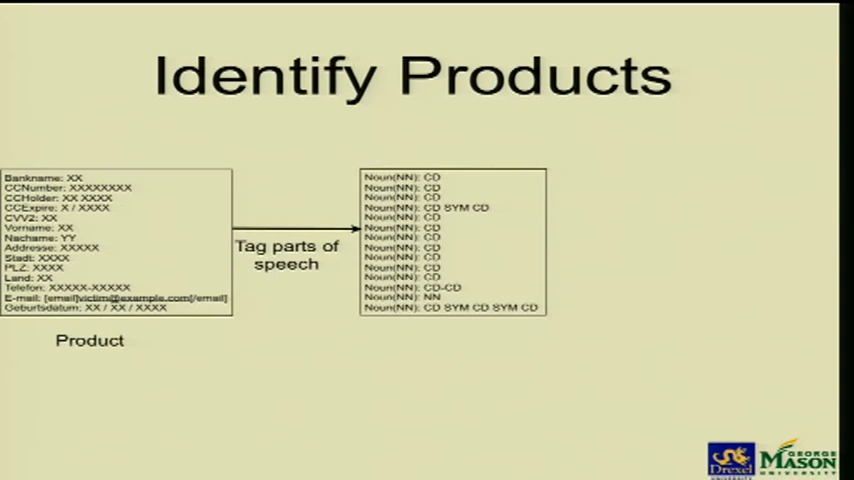 Identify Products
Bankname: XX
CCNumber: XXXXXXXX
CCHolder: XX XXXX
CCExpire: X / XXXX
CVV2: XX
Vorname: XX
Nachame: YY
Addresse: XXXXX
Stadt: XXXX
PLZ: XXXX
Land: XX
Telefon: XXXXX-XXXXX
E-mail: [email]victim@example.com[/email]
Geburtsdatum: XX / XX / XXXX
Product
Tag parts of
speech
Noun(NN): CD
Noun(NN): CD
Noun(NN): CD
Noun(NN): CD SYM CD
Noun(NN): CD
Noun(NN): CD
Noun(NN): CD
Noun(NN): CD
Noun(NN): CD
Noun(NN): CD
Noun(NN): CD
Noun(NN): CD-CD
Noun(NN): NN
Noun(NN): CD SYM CD SYM CD
Drexel
UNIVERSITY
GEORGE
MASON
UNIVERSITY